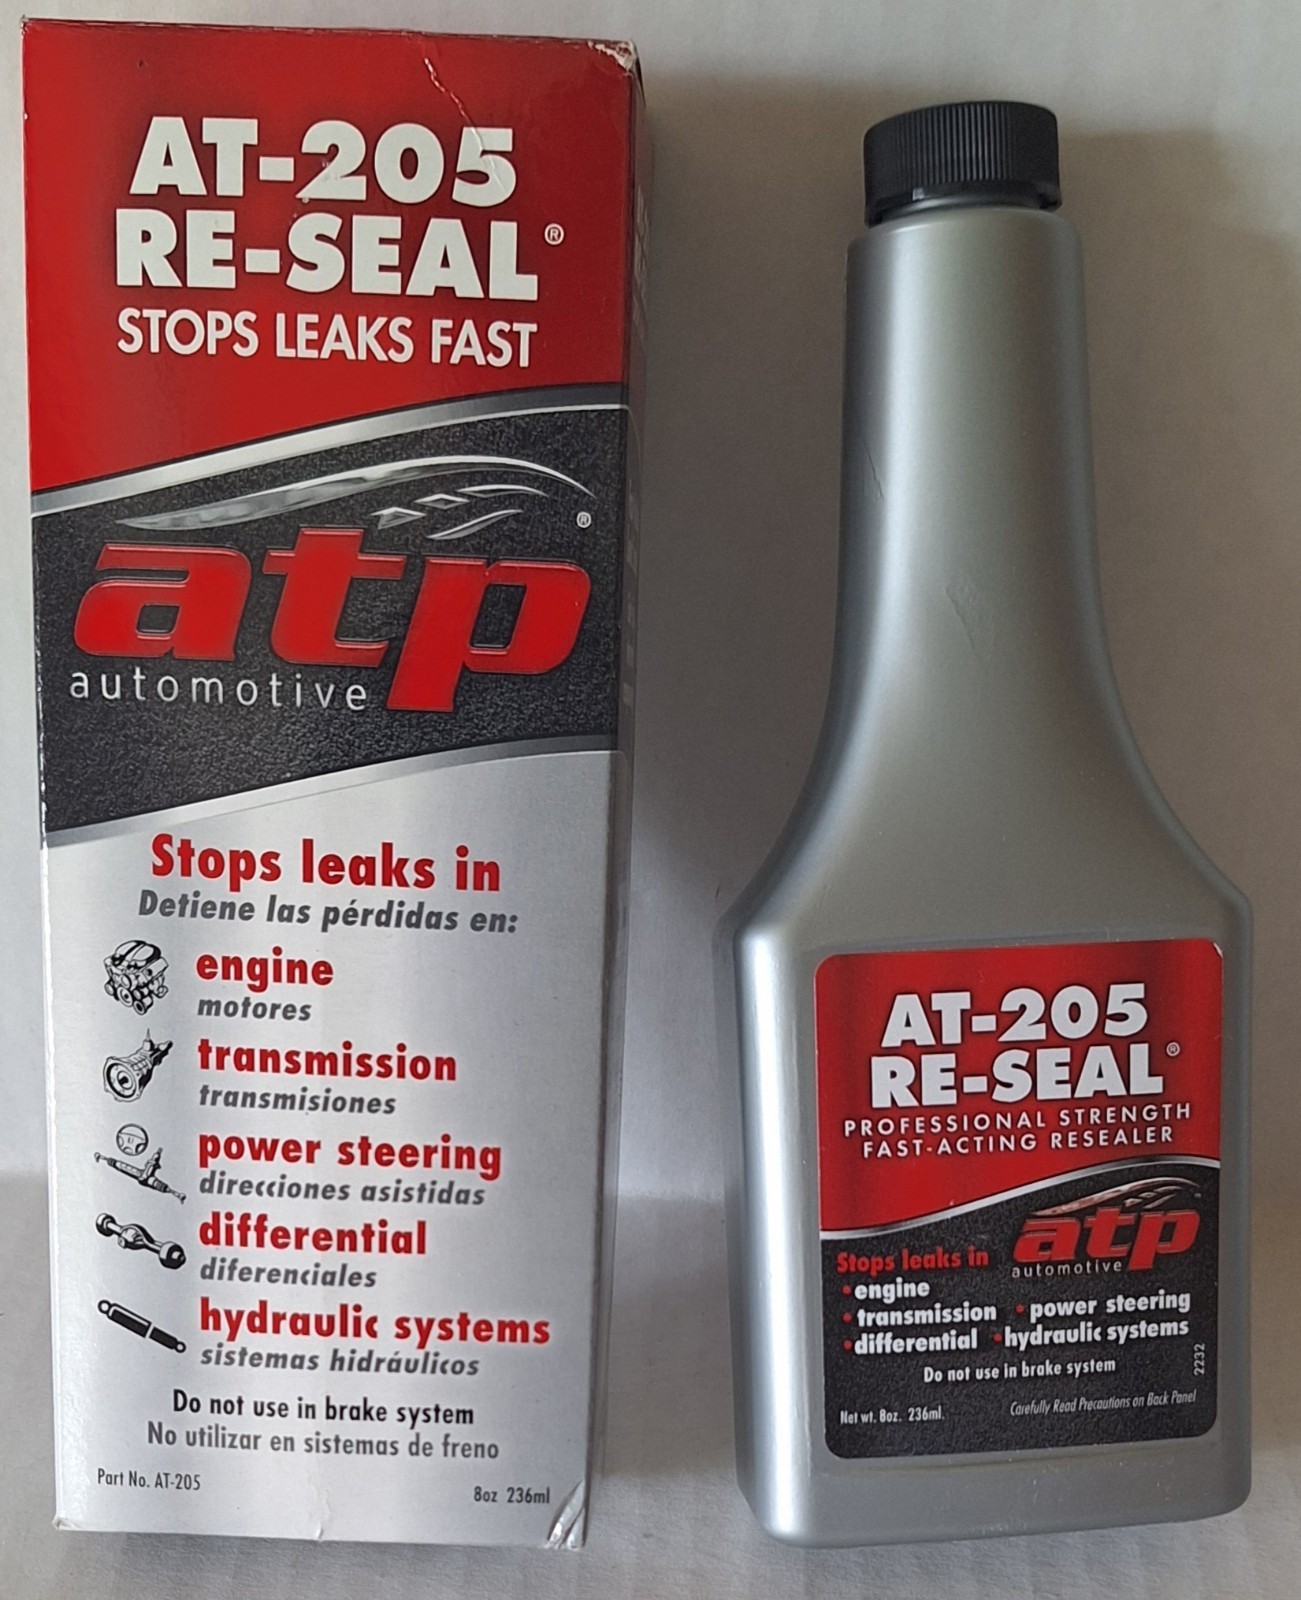 AT-205
RE-SEAL®
STOPS LEAKS FAST
atp®
automotive
Stops leaks in
Detiene las pérdidas en:
engine
motores
transmission
transmisiones
power steering
direcciones asistidas
differential
diferenciales
hydraulic systems
sistemas hidráulicos
Do not use in brake system
No utilizar en sistemas de freno
Part No. AT-205
8oz 236ml
AT-205
RE-SEAL®
PROFESSIONAL STRENGTH
FAST-ACTING RESEALER
atp
automotive
Stops leaks in
• engine
• transmission • power steering
• differential • hydraulic systems
Do not use in brake system
2232
Net wt. 8oz. 236ml.
Carefully Read Precautions on Back Panel